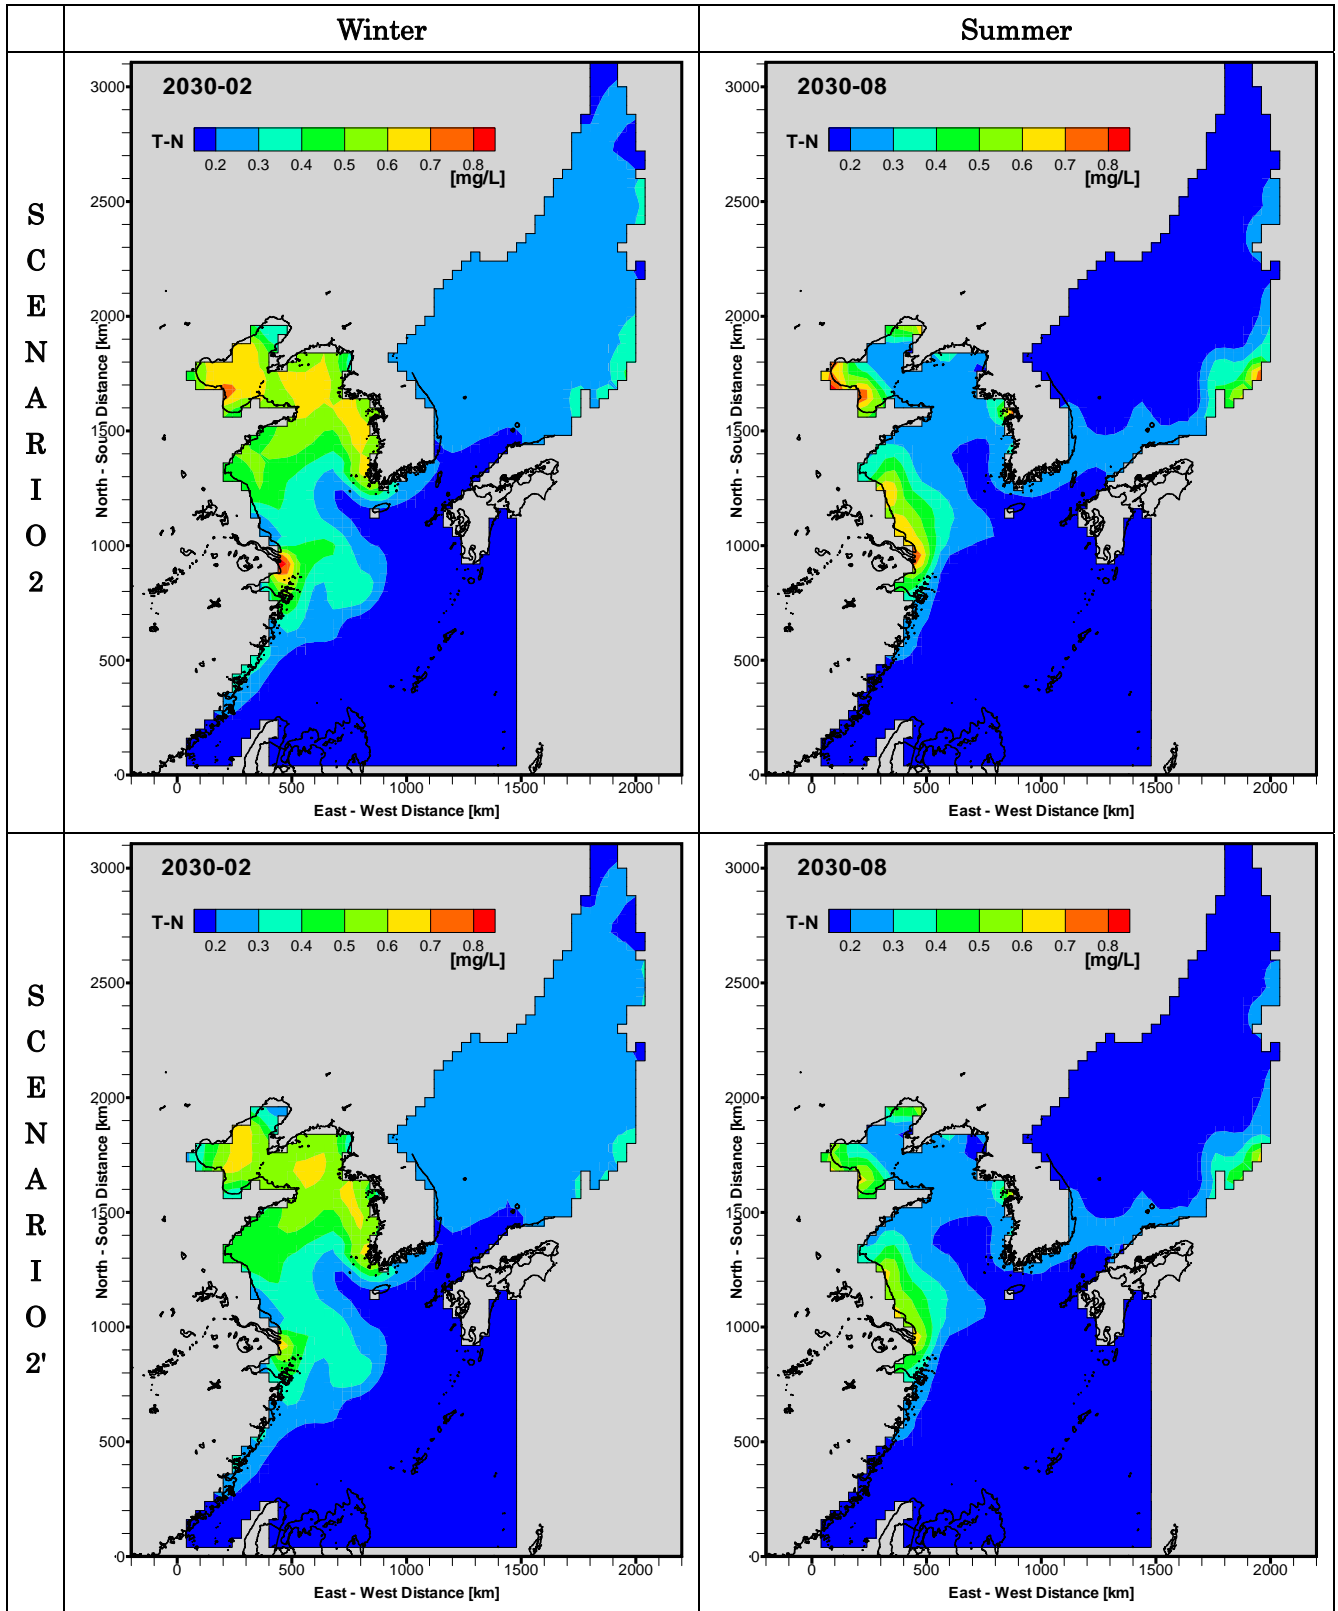 Winter
Summer
SCENARIO 2
2030-02
T-N
0.2 0.3 0.4 0.5 0.6 0.7 0.8
[mg/L]
3000
2500
2000
1500
1000
500
0
North - South Distance [km]
0 500 1000 1500 2000
East - West Distance [km]
2030-08
T-N
0.2 0.3 0.4 0.5 0.6 0.7 0.8
[mg/L]
3000
2500
2000
1500
1000
500
0
North - South Distance [km]
0 500 1000 1500 2000
East - West Distance [km]
SCENARIO 2'
2030-02
T-N
0.2 0.3 0.4 0.5 0.6 0.7 0.8
[mg/L]
3000
2500
2000
1500
1000
500
0
North - South Distance [km]
0 500 1000 1500 2000
East - West Distance [km]
2030-08
T-N
0.2 0.3 0.4 0.5 0.6 0.7 0.8
[mg/L]
3000
2500
2000
1500
1000
500
0
North - South Distance [km]
0 500 1000 1500 2000
East - West Distance [km]